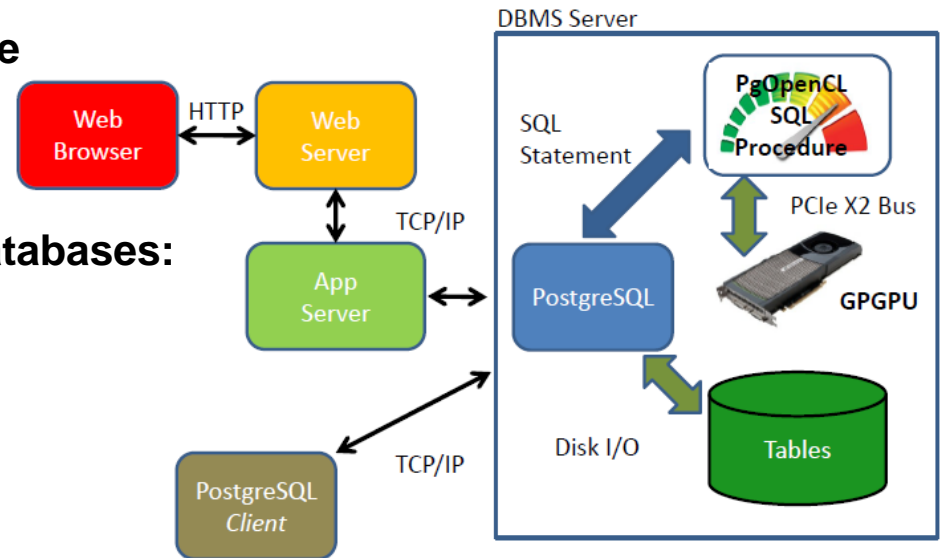 DBMS Server
e
Web
Browser
HTTP
Web
Server
TCP/IP
atabases:
App
Server
TCP/IP
PostgreSQL
Client
SQL
Statement
PgOpenCL
SQL
Procedure
PCIe X2 Bus
PostgreSQL
GPGPU
Disk I/O
Tables